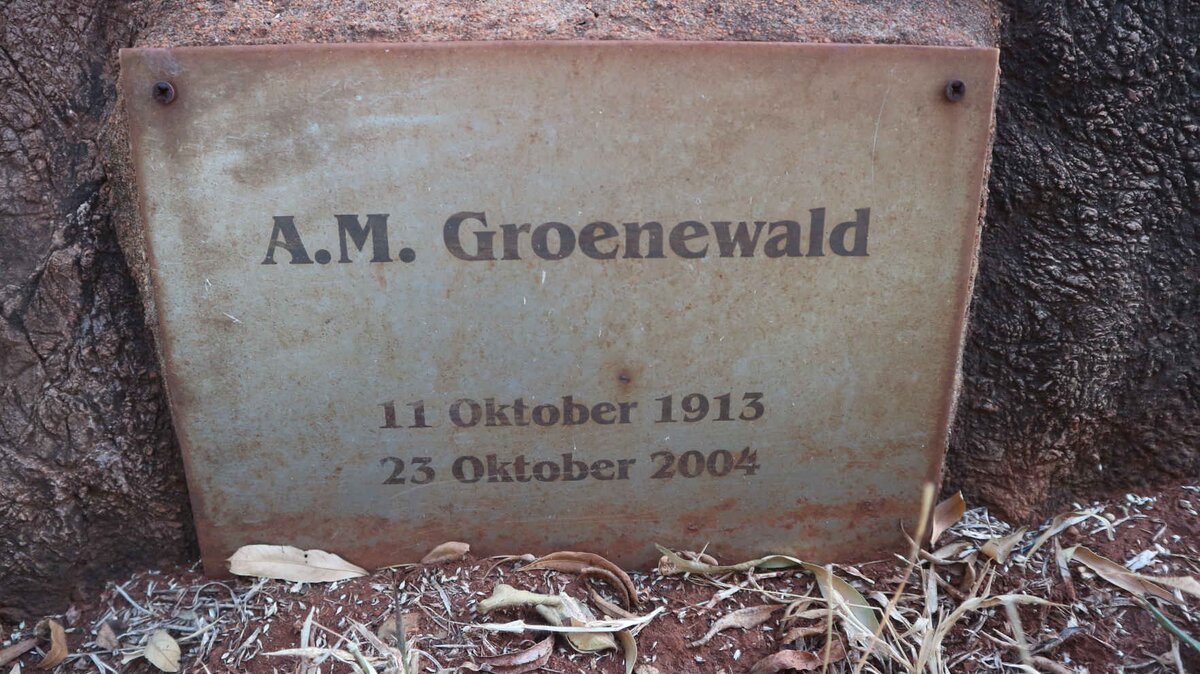 A.M. Groenewald
11 Oktober 1913
23 Oktober 2004